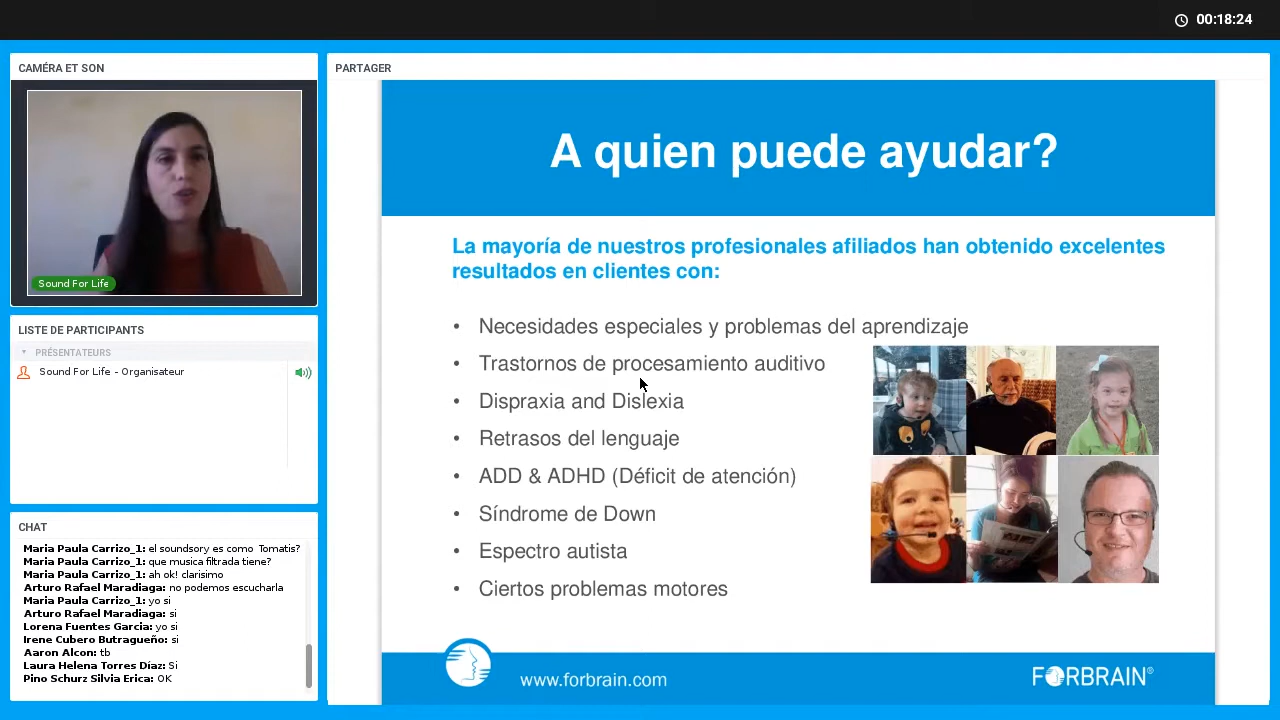 00:18:24
CAMÉRA ET SON
Sound For Life
LISTE DE PARTICIPANTS
PRÉSENTATEURS
Sound For Life - Organisateur
CHAT
Maria Paula Carrizo_1: el soundsory es como Tomatis?
Maria Paula Carrizo_1: que musica filtrada tiene?
Maria Paula Carrizo_1: ah ok! clarisimo
Arturo Rafael Maradiaga: no podemos escucharla
Maria Paula Carrizo_1: yo si
Arturo Rafael Maradiaga: si
Lorena Fuentes Garcia: yo si
Irene Cubero Butragueño: si
Aaron Alcon: tb
Laura Helena Torres Díaz: Si
Pino Schurz Silvia Erica: OK
PARTAGER
A quien puede ayudar?
La mayoría de nuestros profesionales afiliados han obtenido excelentes
resultados en clientes con:
• Necesidades especiales y problemas del aprendizaje
• Trastornos de procesamiento auditivo
• Dispraxia and Dislexia
• Retrasos del lenguaje
• ADD & ADHD (Déficit de atención)
• Síndrome de Down
• Espectro autista
• Ciertos problemas motores
www.forbrain.com
FORBRAIN®